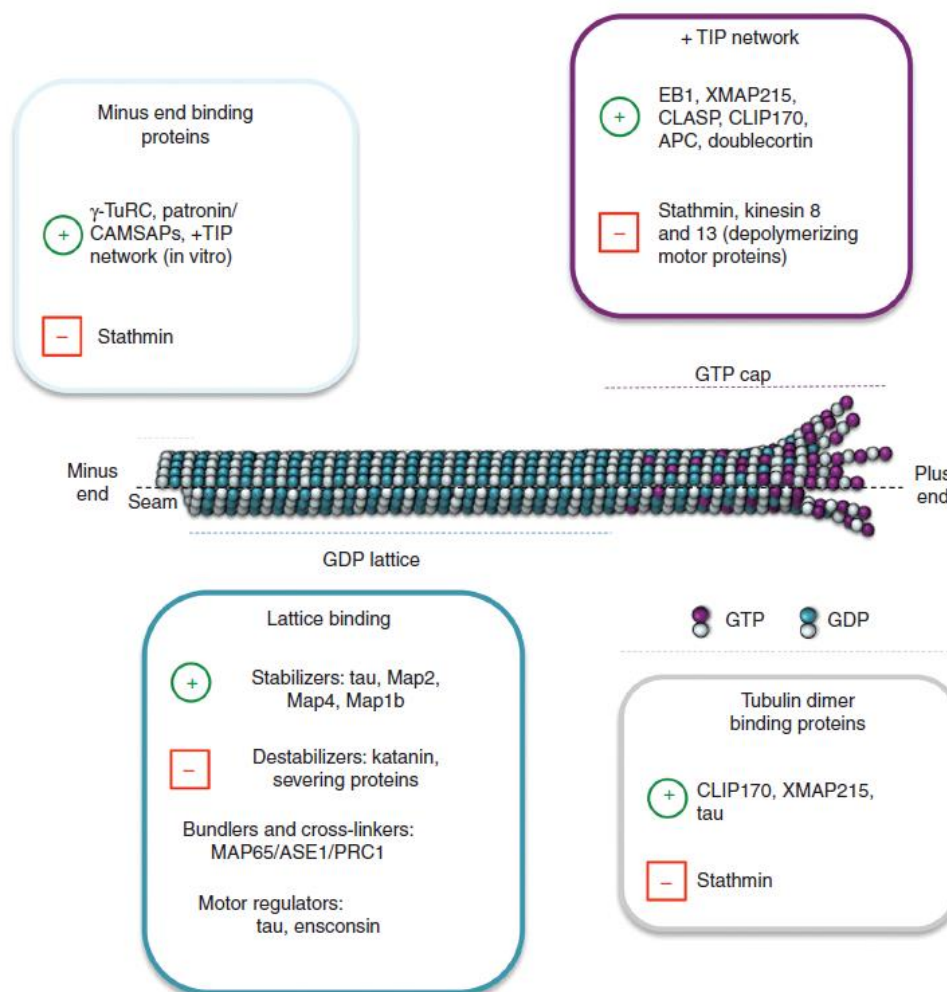 + TIP network
+
EB1, XMAP215,
CLASP, CLIP170,
APC, doublecortin
−
Stathmin, kinesin 8
and 13 (depolymerizing
motor proteins)
Minus end binding
proteins
+
γ-TuRC, patronin/
CAMSAPs, +TIP
network (in vitro)
−
Stathmin
GTP cap
Minus
end
Seam
Plus
end
GDP lattice
GTP
GDP
Lattice binding
+
Stabilizers: tau, Map2,
Map4, Map1b
−
Destabilizers: katanin,
severing proteins
Bundlers and cross-linkers:
MAP65/ASE1/PRC1
Motor regulators:
tau, ensconsin
Tubulin dimer
binding proteins
+
CLIP170, XMAP215,
tau
−
Stathmin